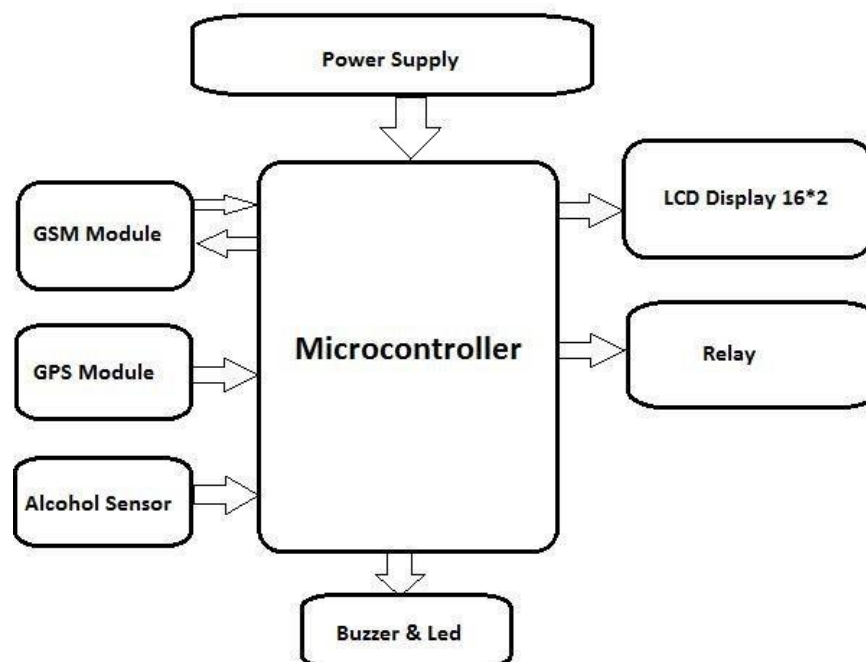 Power Supply
GSM Module
LCD Display 16*2
GPS Module
Microcontroller
Relay
Alcohol Sensor
Buzzer & Led